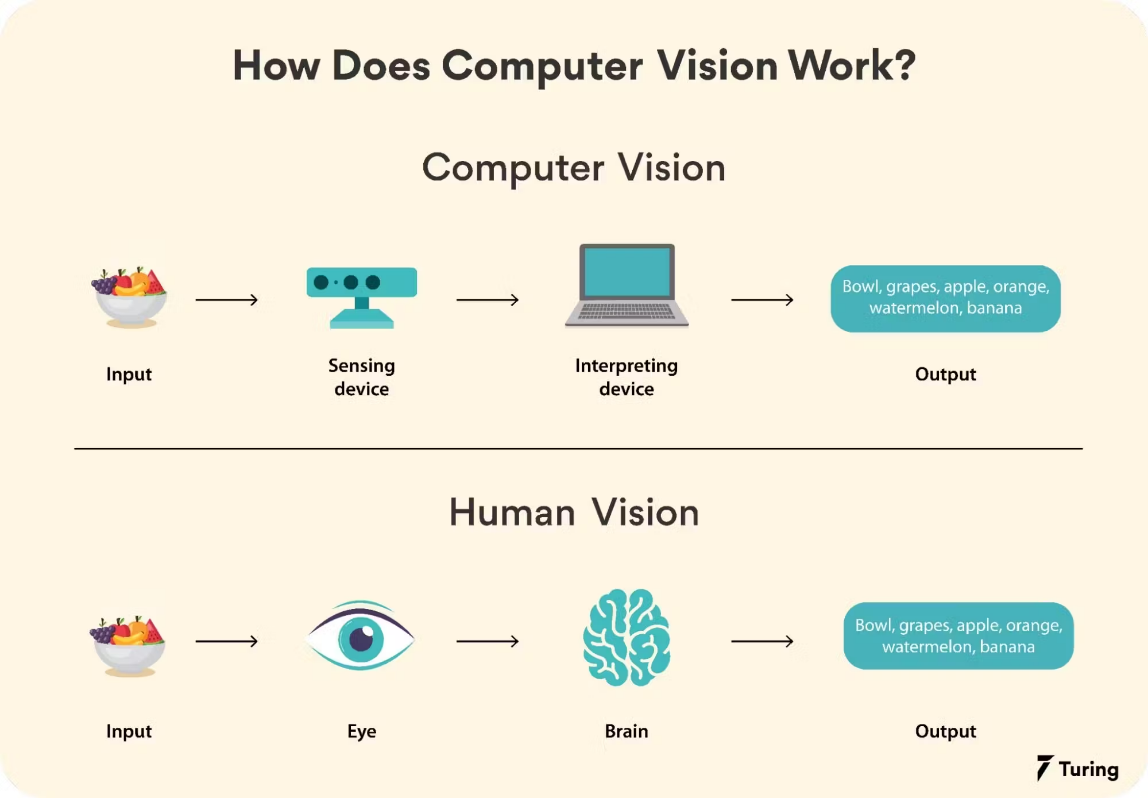 How Does Computer Vision Work?
Computer Vision
Bowl, grapes, apple, orange,
watermelon, banana
Input
Sensing
device
Interpreting
device
Output
Human Vision
Bowl, grapes, apple, orange,
watermelon, banana
Input
Eye
Brain
Output
Turing